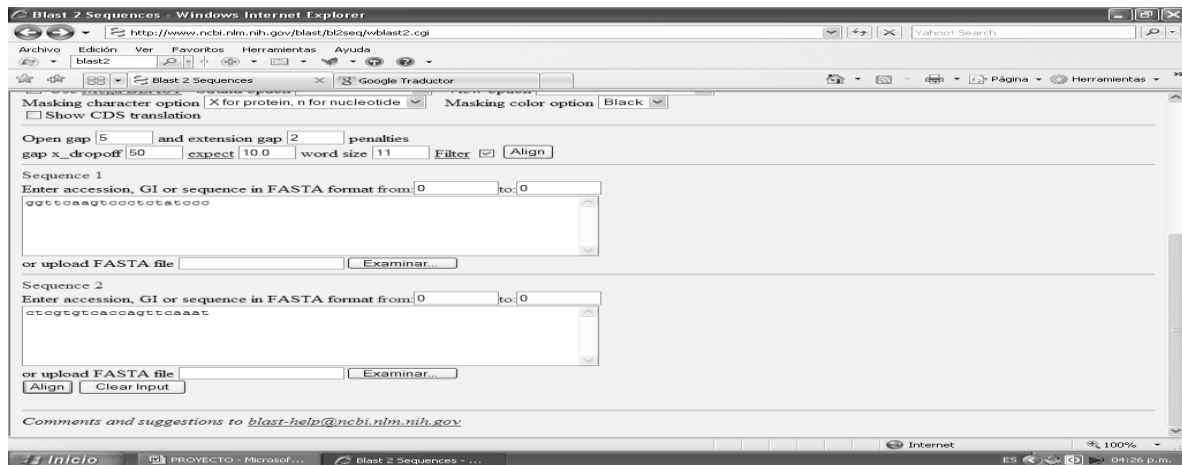 Blast 2 Sequences - Windows Internet Explorer
http://www.ncbi.nlm.nih.gov/blast/bl2seq/wblast2.cgi
Yahoo! Search
Archivo Edición Ver Favoritos Herramientas Ayuda
blast2
Blast 2 Sequences
Google Traductor
Página
Herramientas
Masking character option X for protein, n for nucleotide Masking color option Black
Show CDS translation
Open gap 5 and extension gap 2 penalties
gap x_dropoff 50 expect 10.0 word size 11 Filter Align
Sequence 1
Enter accession, GI or sequence in FASTA format from: 0 to: 0
ggttcaagtccctctatccc
or upload FASTA file Examinar...
Sequence 2
Enter accession, GI or sequence in FASTA format from: 0 to: 0
ctcgtgtcaccagttcaaat
or upload FASTA file Examinar...
Align Clear Input
Comments and suggestions to blast-help@ncbi.nlm.nih.gov
Internet 100%
Inicio PROYECTO - Microsof... Blast 2 Sequences - ... ES 04:26 p.m.